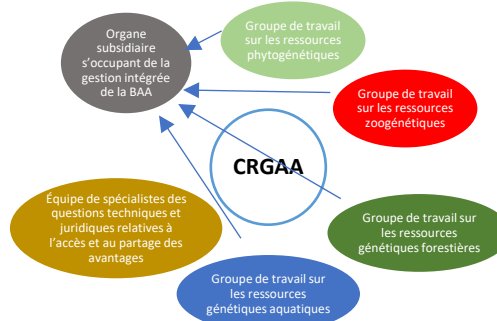 Organe
subsidiaire
s'occupant de la
gestion intégrée
de la BAA
Groupe de travail
sur les ressources
phytogénétiques
Groupe de travail
sur les ressources
zoogénétiques
CRGAA
Équipe de spécialistes des
questions techniques et
juridiques relatives à
l'accès et au partage des
avantages
Groupe de travail sur
les ressources
génétiques forestières
Groupe de travail sur
les ressources
génétiques aquatiques